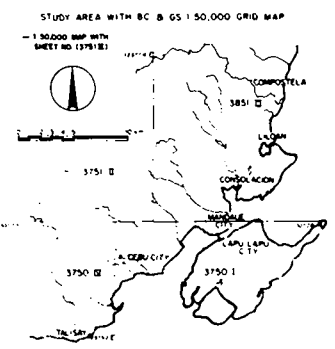 STUDY AREA WITH BC & GS 1:50,000 GRID MAP
— 1:50,000 MAP WITH
SHEET NO. (3751 III)
COMPOSTELA
3851 III
LILOAN
3751 II
CONSOLACION
MANDAUE
CITY
LAPU LAPU
CITY
CEBU CITY
3750 IV
3750 I
TALISAY